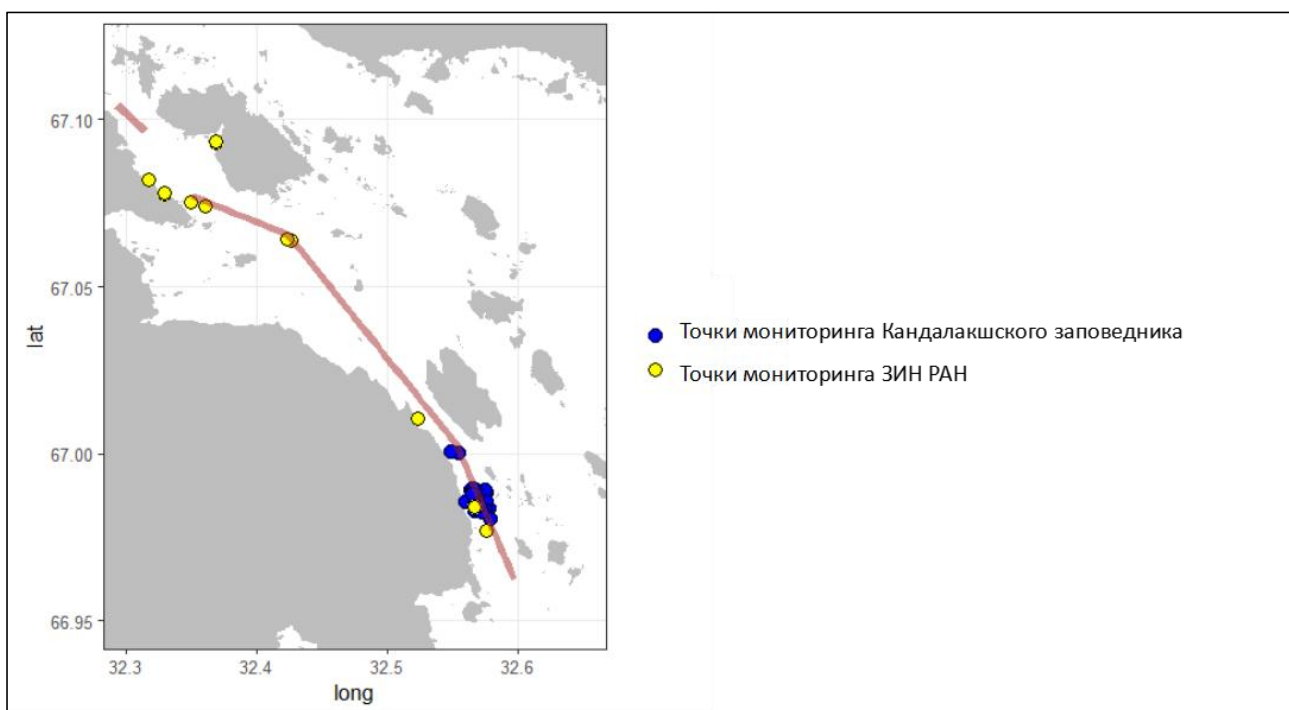 67.10
67.05
67.00
66.95
lat
32.3 32.4 32.5 32.6
long
Точки мониторинга Кандалакшского заповедника
Точки мониторинга ЗИН РАН